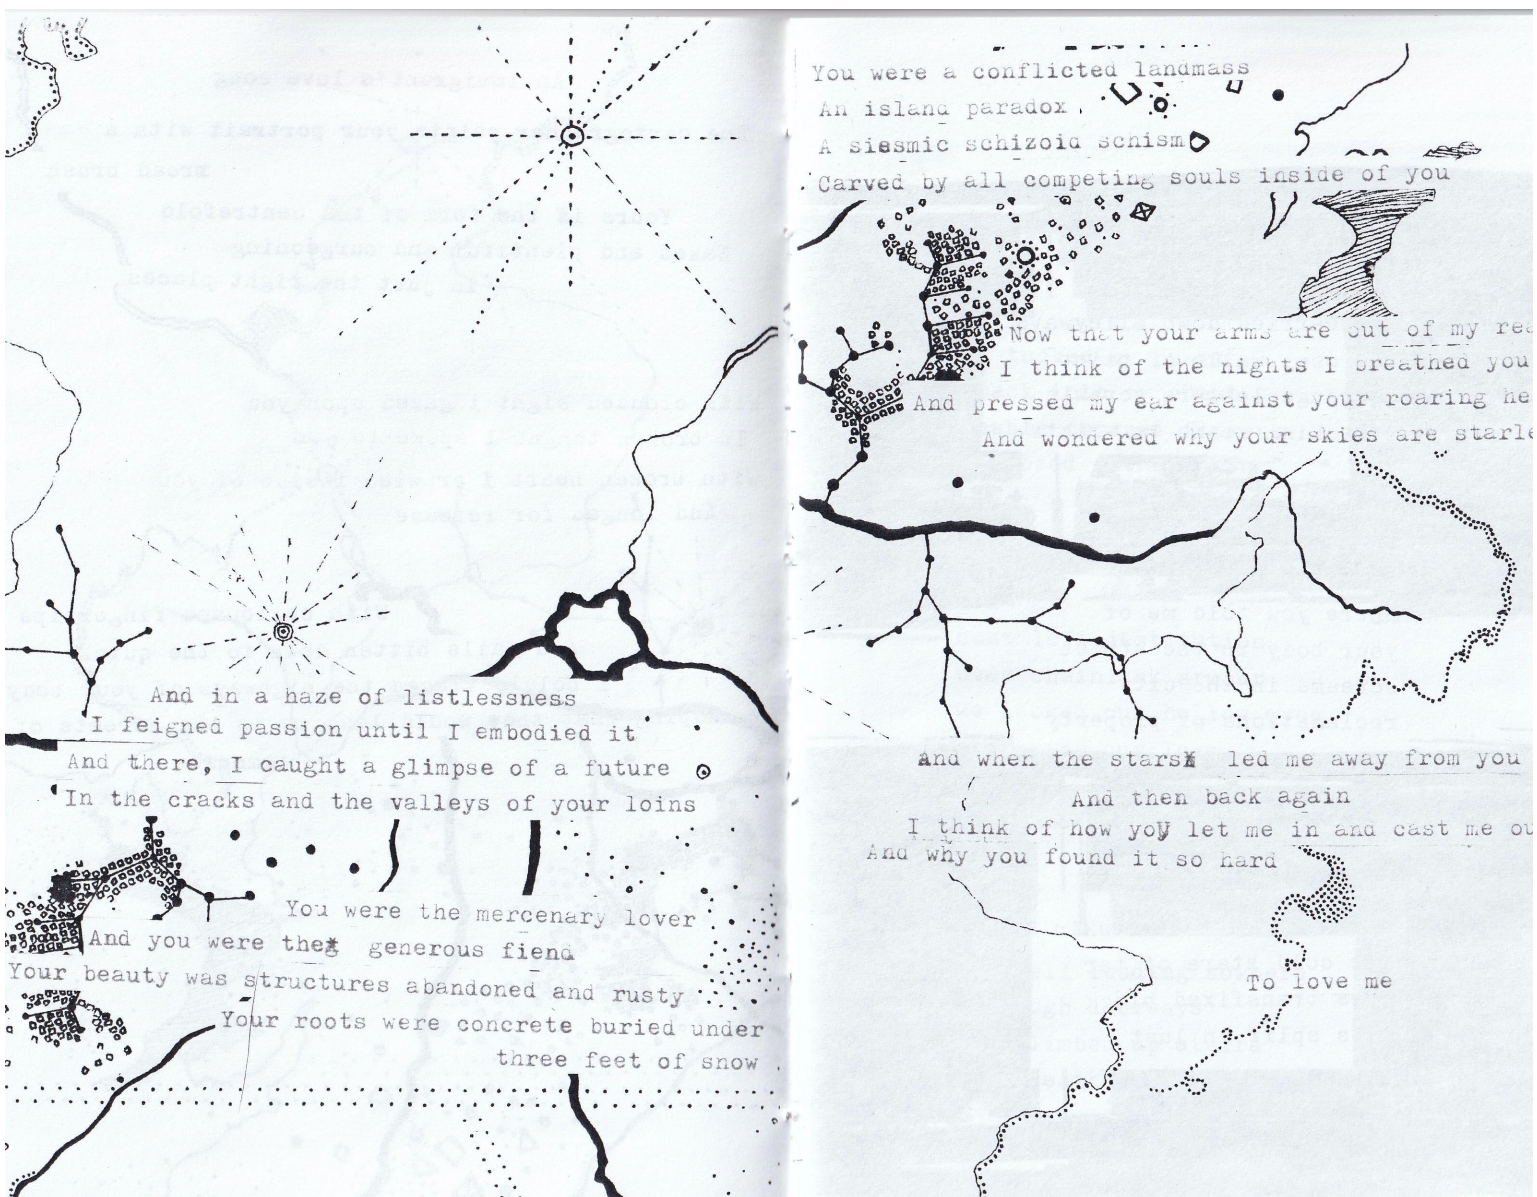 And in a haze of listlessness
I feigned passion until I embodied it
And there, I caught a glimpse of a future
In the cracks and the valleys of your loins
You were the mercenary lover
And you were the generous fiend
Your beauty was structures abandoned and rusty
Your roots were concrete buried under
three feet of snow
You were a conflicted landmass
An island paradox.
A siesmic schizoid schism
Carved by all competing souls inside of you
Now that your arms are out of my rea
I think of the nights I breathed you
And pressed my ear against your roaring he
And wondered why your skies are starle
And when the stars led me away from you
And then back again
I think of how you let me in and cast me ou
And why you found it so hard
To love me